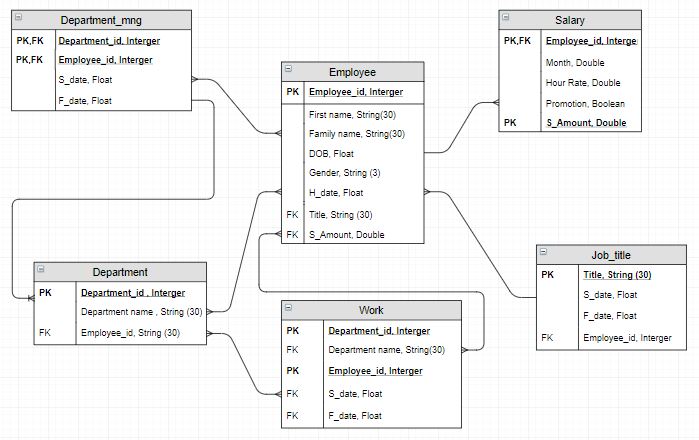 Department_mng
PK,FK Department_id, Interger
PK,FK Employee_id, Interger
S_date, Float
F_date, Float
Employee
PK Employee_id, Interger
First name, String(30)
Family name, String(30)
DOB, Float
Gender, String (3)
H_date, Float
FK Title, String (30)
FK S_Amount, Double
Salary
PK,FK Employee_id, Interge
Month, Double
Hour Rate, Double
Promotion, Boolean
PK S_Amount, Double
Department
PK Department_id , Interger
Department name , String (30)
FK Employee_id, String (30)
Work
PK Department_id, Interger
FK Department name, String(30)
PK Employee_id, Interger
FK S_date, Float
FK F_date, Float
Job_title
PK Title, String (30)
S_date, Float
F_date, Float
FK Employee_id, Interger